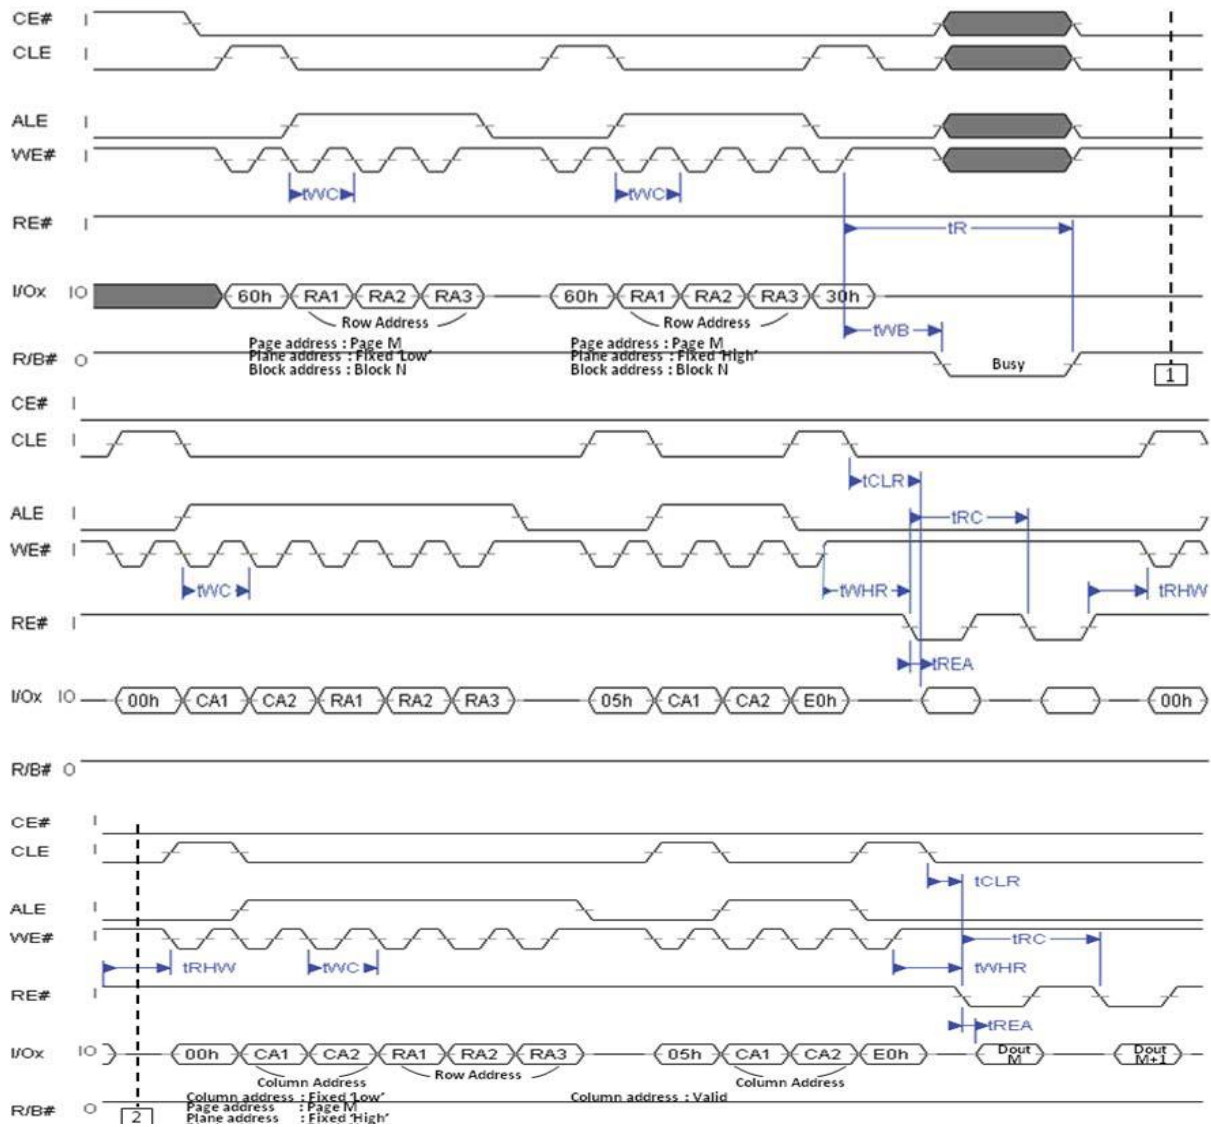 CE# I
CLE I
ALE I
WE# I
tWC tWC
RE# I
tR
I/Ox IO 60h RA1 RA2 RA3 60h RA1 RA2 RA3 30h
Row Address Row Address
tWB
Page address : Page M Page address : Page M
Plane address : Fixed 'Low' Plane address : Fixed 'High'
Block address : Block N Block address : Block N
R/B# O Busy
1
CE# I
CLE I
tCLR
ALE I
tRC
WE# I
tWC tWHR tRHW
RE# I
tREA
I/Ox IO 00h CA1 CA2 RA1 RA2 RA3 05h CA1 CA2 E0h 00h
R/B# O
CE# I
CLE I
tCLR
ALE I
WE# I
tRC
tRHW tWC tWHR
RE# I
tREA
I/Ox IO 00h CA1 CA2 RA1 RA2 RA3 05h CA1 CA2 E0h Dout M Dout M+1
Column Address Row Address Column Address
Column address : Fixed 'Low' Column address : Valid
Page address : Page M
Plane address : Fixed 'High'
R/B# O
2